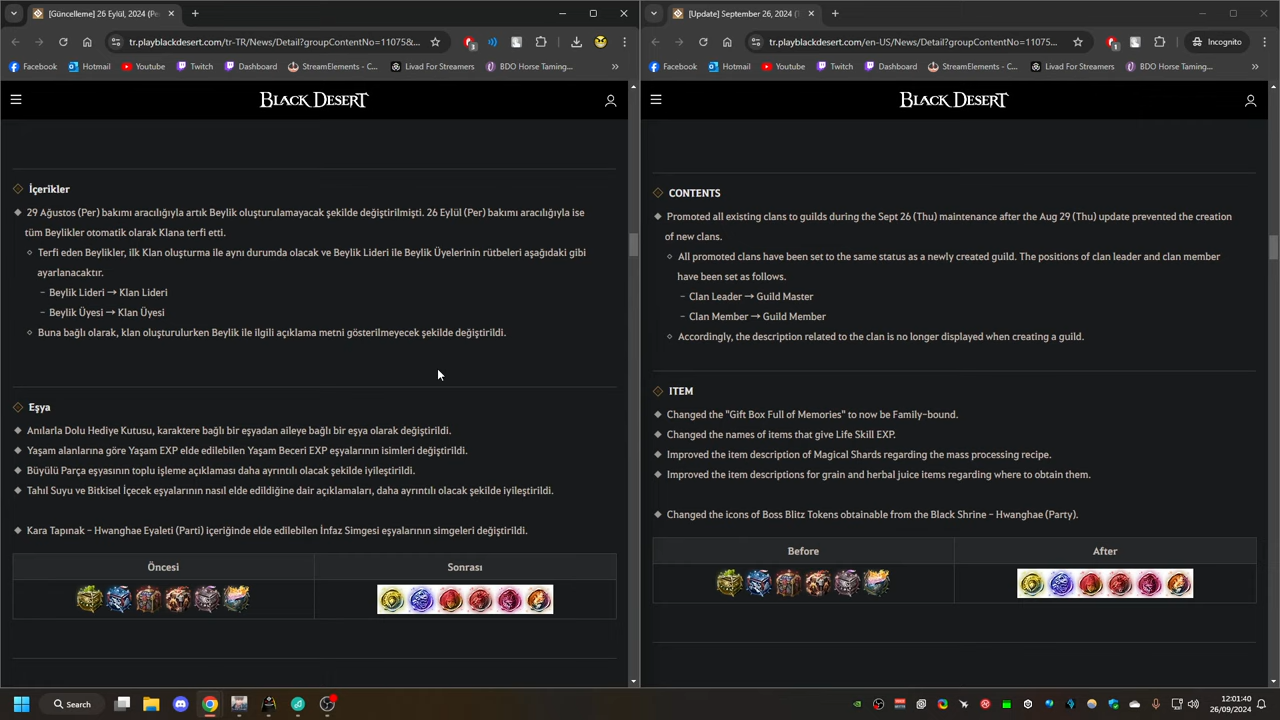 [Güncelleme] 26 Eylül, 2024 (Pe
tr.playblackdesert.com/tr-TR/News/Detail?groupContentNo=11075&...
Facebook Hotmail Youtube Twitch Dashboard StreamElements - C... Livad For Streamers BDO Horse Taming...
BLACK DESERT
İçerikler
29 Ağustos (Per) bakımı aracılığıyla artık Beylik oluşturulamayacak şekilde değiştirilmişti. 26 Eylül (Per) bakımı aracılığıyla ise
tüm Beylikler otomatik olarak Klana terfi etti.
Terfi eden Beylikler, ilk Klan oluşturma ile aynı durumda olacak ve Beylik Lideri ile Beylik Üyelerinin rütbeleri aşağıdaki gibi
ayarlanacaktır.
- Beylik Lideri → Klan Lideri
- Beylik Üyesi → Klan Üyesi
Buna bağlı olarak, klan oluşturulurken Beylik ile ilgili açıklama metni gösterilmeyecek şekilde değiştirildi.
Eşya
Anılarla Dolu Hediye Kutusu, karaktere bağlı bir eşyadan aileye bağlı bir eşya olarak değiştirildi.
Yaşam alanlarına göre Yaşam EXP elde edilebilen Yaşam Beceri EXP eşyalarının isimleri değiştirildi.
Büyülü Parça eşyasının toplu işleme açıklaması daha ayrıntılı olacak şekilde iyileştirildi.
Tahıl Suyu ve Bitkisel İçecek eşyalarının nasıl elde edildiğine dair açıklamaları, daha ayrıntılı olacak şekilde iyileştirildi.
Kara Tapınak - Hwanghae Eyaleti (Parti) içeriğinde elde edilebilen İnfaz Simgesi eşyalarının simgeleri değiştirildi.
Öncesi Sonrası
[Update] September 26, 2024 (
tr.playblackdesert.com/en-US/News/Detail?groupContentNo=1107...
Incognito
Facebook Hotmail Youtube Twitch Dashboard StreamElements - C... Livad For Streamers BDO Horse Taming...
BLACK DESERT
CONTENTS
Promoted all existing clans to guilds during the Sept 26 (Thu) maintenance after the Aug 29 (Thu) update prevented the creation
of new clans.
All promoted clans have been set to the same status as a newly created guild. The positions of clan leader and clan member
have been set as follows.
- Clan Leader → Guild Master
- Clan Member → Guild Member
Accordingly, the description related to the clan is no longer displayed when creating a guild.
ITEM
Changed the "Gift Box Full of Memories" to now be Family-bound.
Changed the names of items that give Life Skill EXP.
Improved the item description of Magical Shards regarding the mass processing recipe.
Improved the item descriptions for grain and herbal juice items regarding where to obtain them.
Changed the icons of Boss Blitz Tokens obtainable from the Black Shrine - Hwanghae (Party).
Before After
Search
12:01:40
26/09/2024